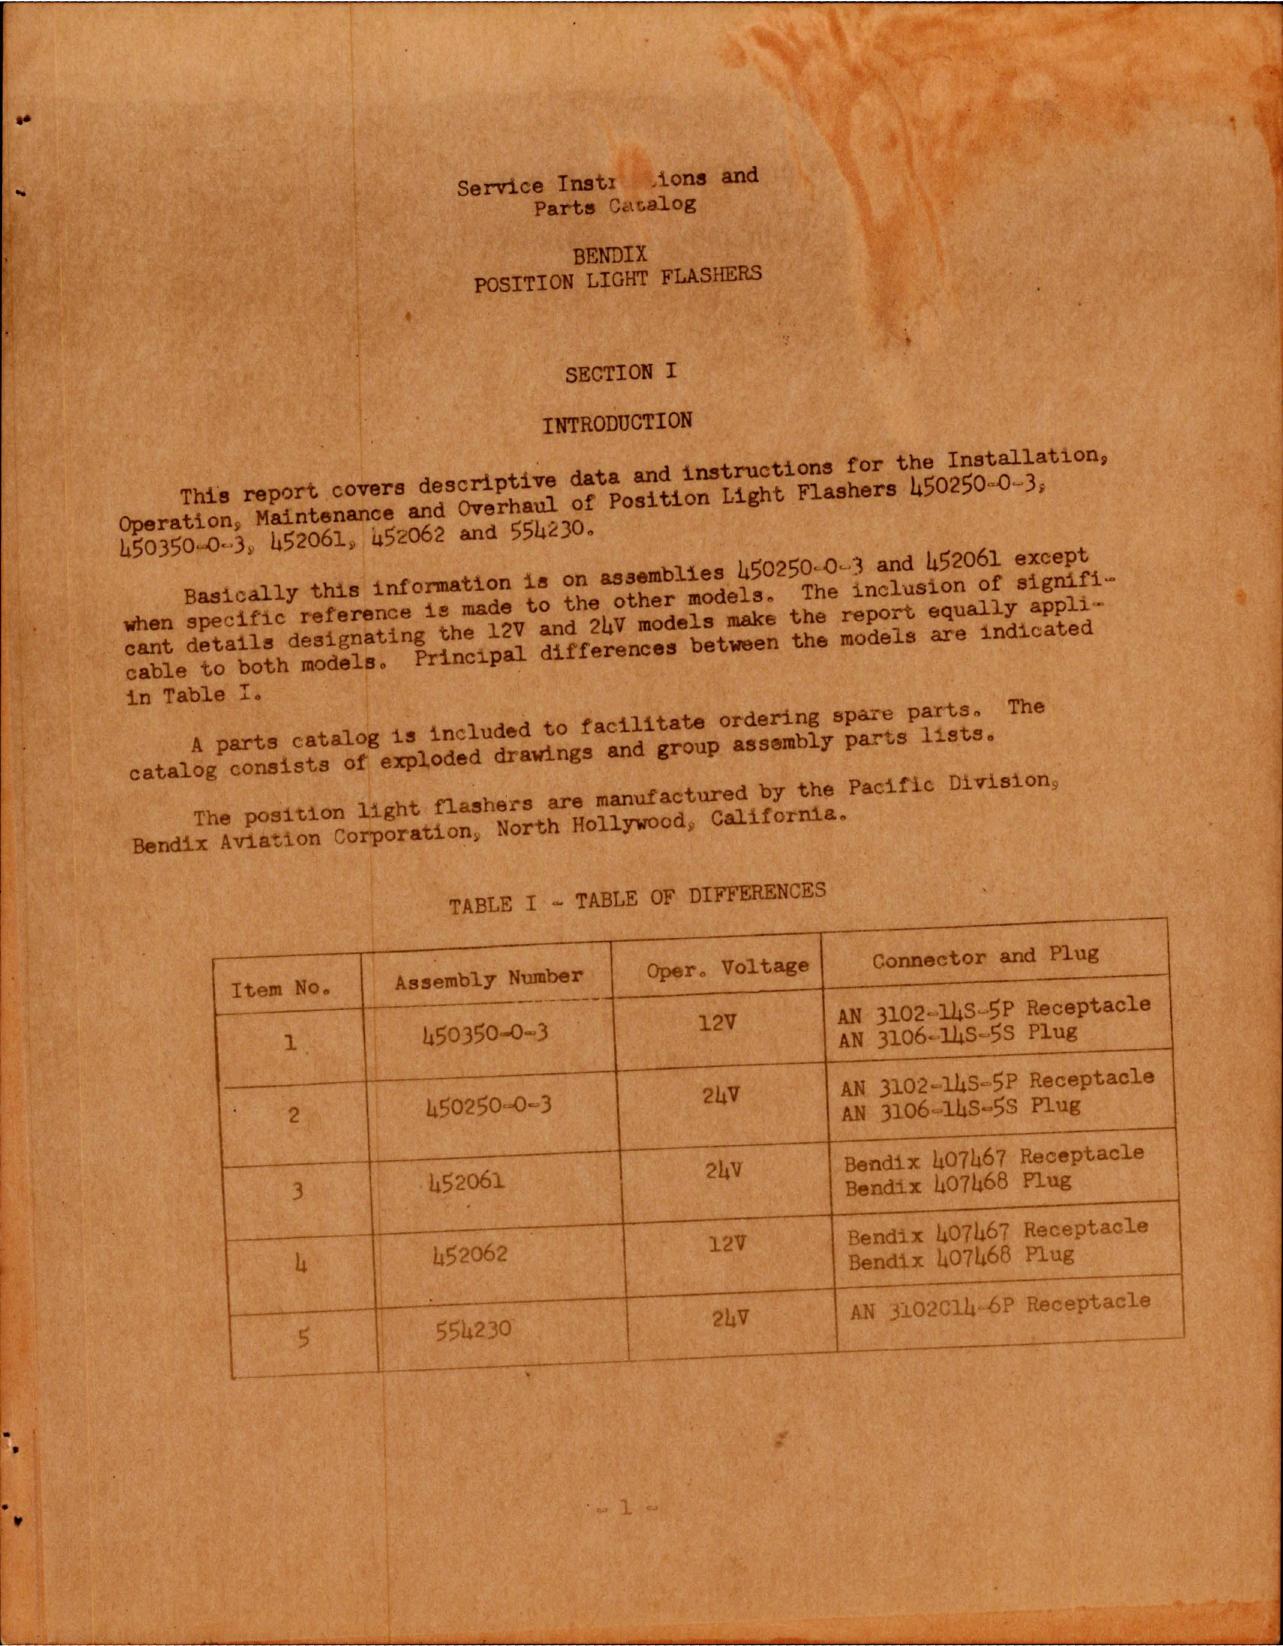 Service Instr  ions and
Parts Catalog
BENDIX
POSITION LIGHT FLASHERS
SECTION I
INTRODUCTION
This report covers descriptive data and instructions for the Installation,
Operation, Maintenance and Overhaul of Position Light Flashers 450250-0-3,
450350-0-3, 452061, 452062 and 554230.
Basically this information is on assemblies 450250-0-3 and 452061 except
when specific reference is made to the other models. The inclusion of signifi-
cant details designating the 12V and 24V models make the report equally appli-
cable to both models. Principal differences between the models are indicated
in Table I.
A parts catalog is included to facilitate ordering spare parts. The
catalog consists of exploded drawings and group assembly parts lists.
The position light flashers are manufactured by the Pacific Division,
Bendix Aviation Corporation, North Hollywood, California.
TABLE I - TABLE OF DIFFERENCES
Item No. Assembly Number Oper. Voltage Connector and Plug
1 450350-0-3 12V AN 3102-14S-5P Receptacle
AN 3106-14S-5S Plug
2 450250-0-3 24V AN 3102-14S-5P Receptacle
AN 3106-14S-5S Plug
3 452061 24V Bendix 407467 Receptacle
Bendix 407468 Plug
4 452062 12V Bendix 407467 Receptacle
Bendix 407468 Plug
5 554230 24V AN 3102C14-6P Receptacle
- 1 -